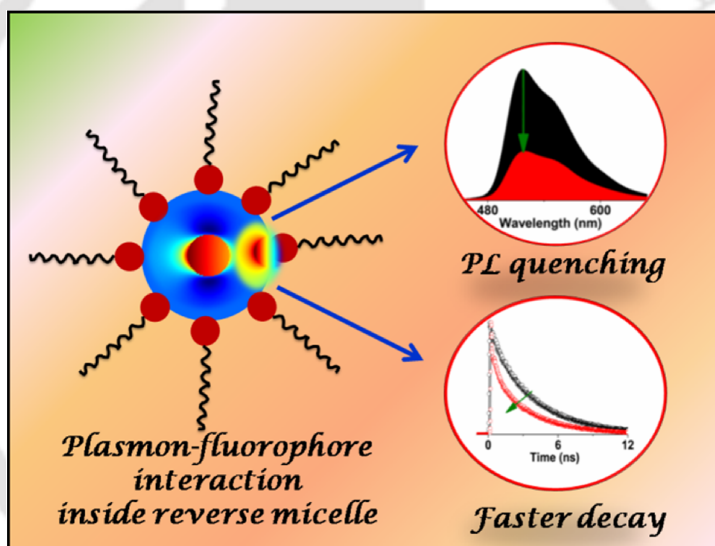 480 600
Wavelength (nm)
PL quenching
0 6 12
Time (ns)
Faster decay
Plasmon-fluorophore
interaction
inside reverse micelle